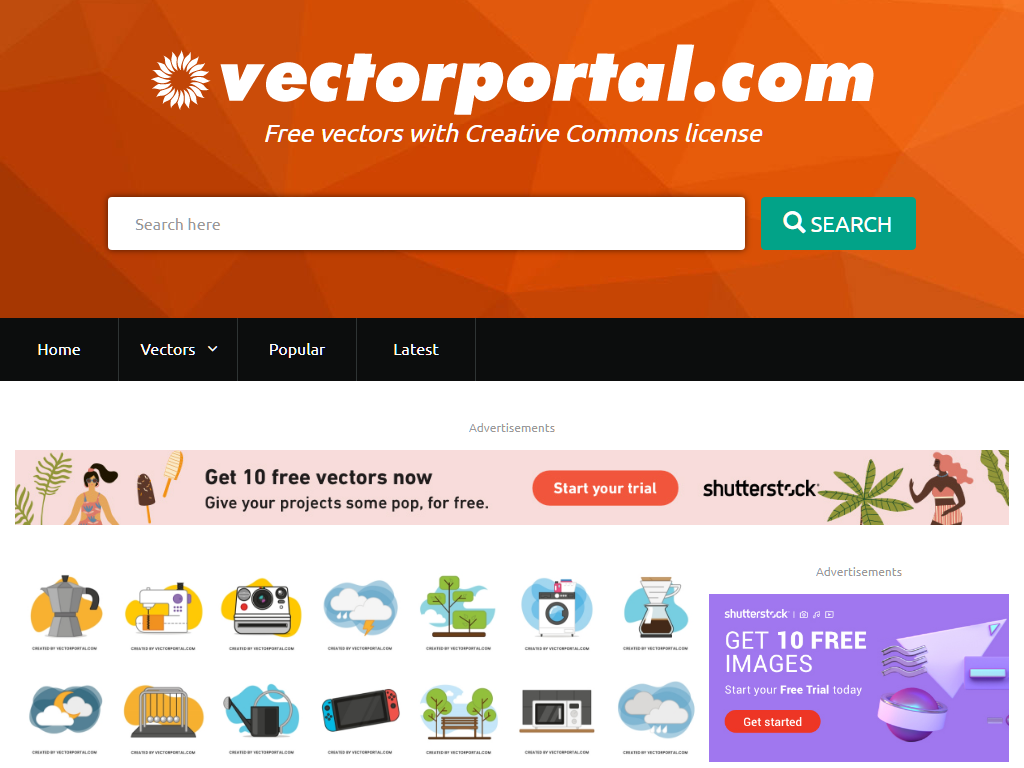 vectorportal.com
Free vectors with Creative Commons license
Search here
SEARCH
Home
Vectors
Popular
Latest
Advertisements
Get 10 free vectors now
Give your projects some pop, for free.
Start your trial
shutterstock
Advertisements
CREATED BY VECTORPORTAL.COM
CREATED BY VECTORPORTAL.COM
CREATED BY VECTORPORTAL.COM
CREATED BY VECTORPORTAL.COM
CREATED BY VECTORPORTAL.COM
CREATED BY VECTORPORTAL.COM
CREATED BY VECTORPORTAL.COM
CREATED BY VECTORPORTAL.COM
CREATED BY VECTORPORTAL.COM
CREATED BY VECTORPORTAL.COM
CREATED BY VECTORPORTAL.COM
CREATED BY VECTORPORTAL.COM
CREATED BY VECTORPORTAL.COM
CREATED BY VECTORPORTAL.COM
shutterstock
GET 10 FREE
IMAGES
Start your Free Trial today
Get started